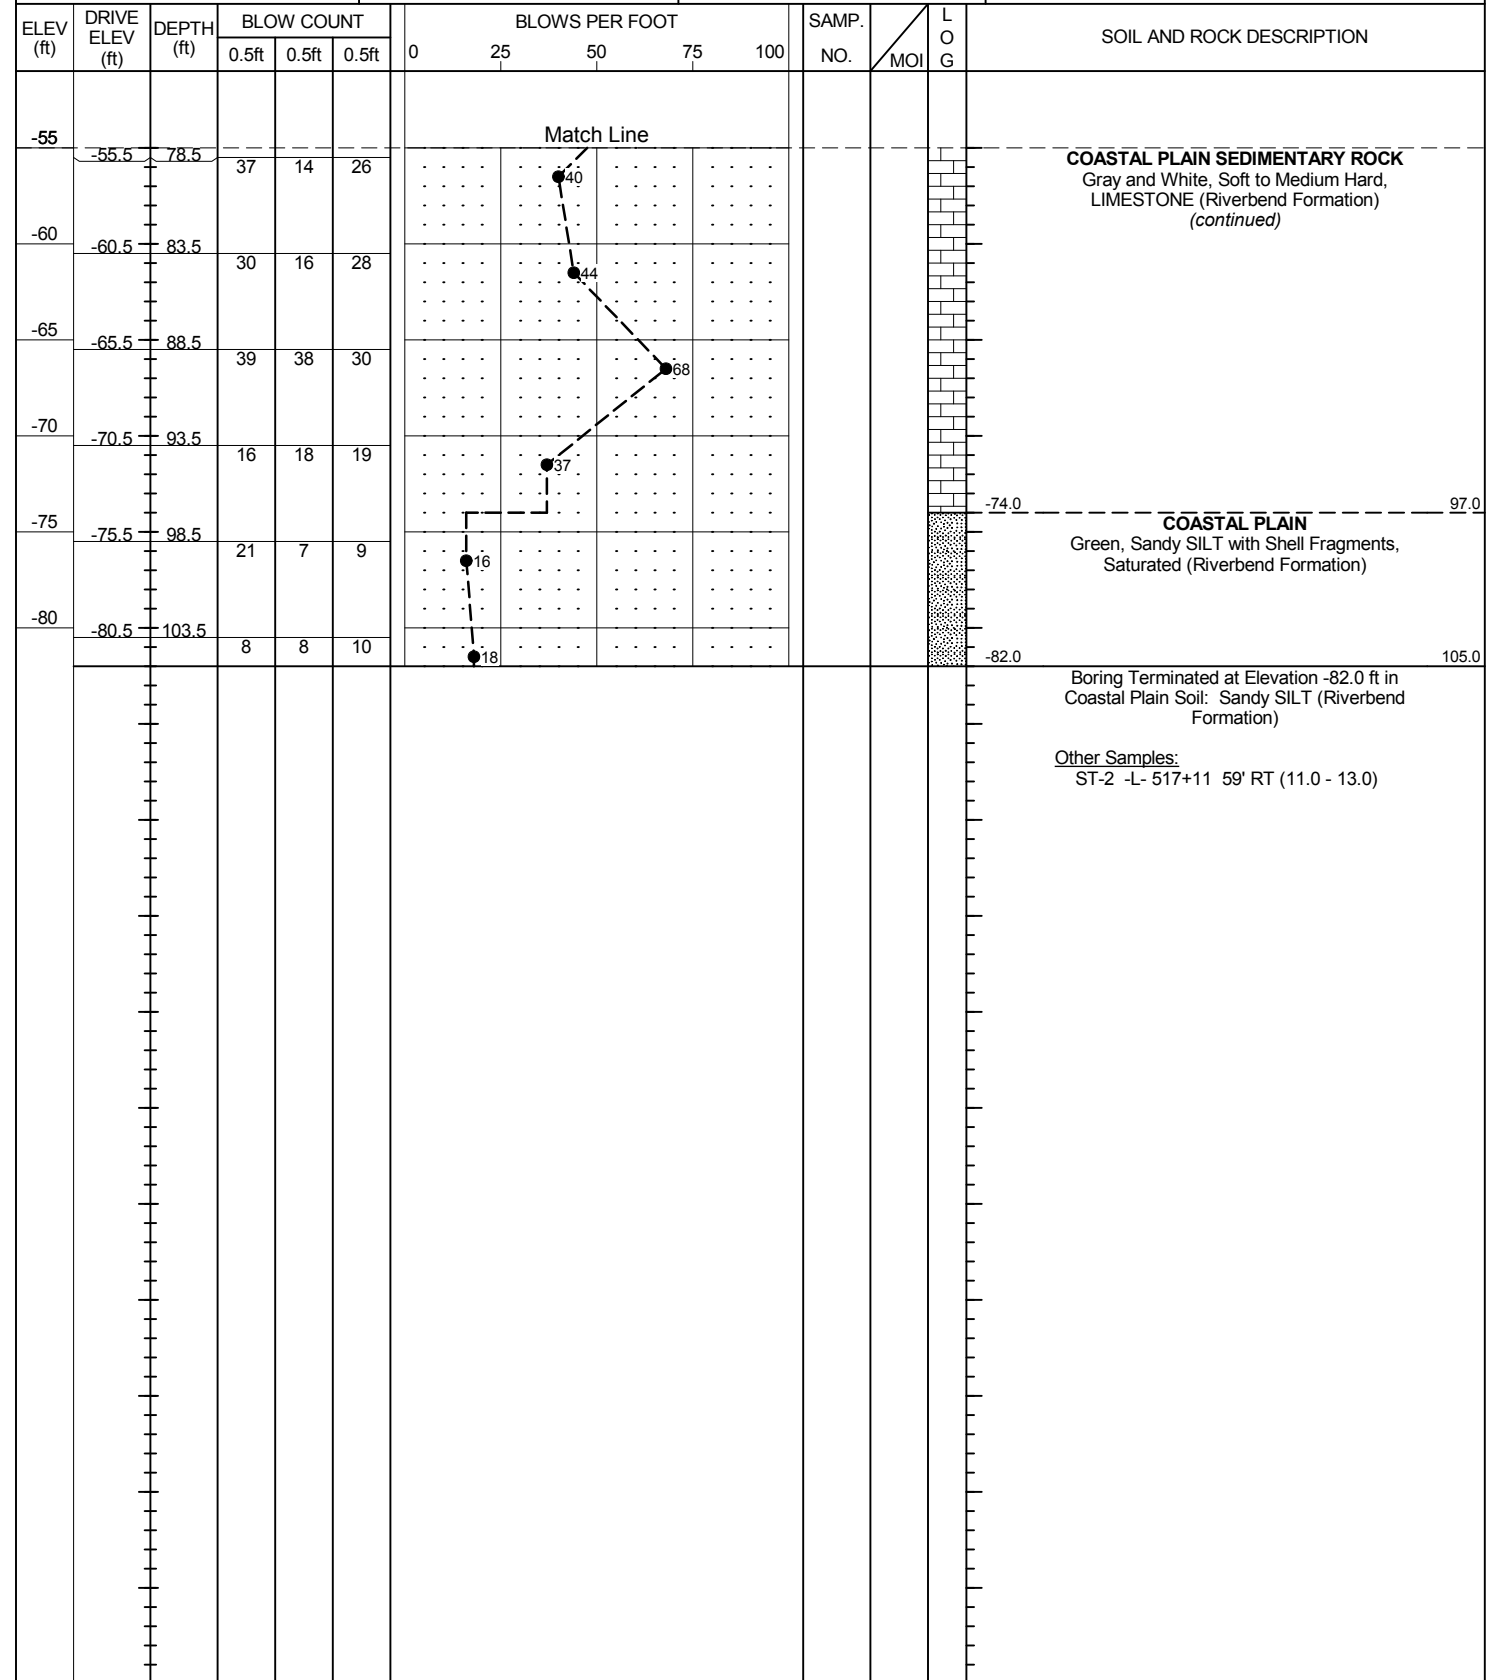 ELEV (ft) DRIVE ELEV (ft) DEPTH (ft) BLOW COUNT BLOWS PER FOOT SAMP. NO. MOI LOG SOIL AND ROCK DESCRIPTION
0.5ft 0.5ft 0.5ft 0 25 50 75 100
-55 Match Line
-55.5 78.5 37 14 26 40 COASTAL PLAIN SEDIMENTARY ROCK
Gray and White, Soft to Medium Hard,
LIMESTONE (Riverbend Formation)
(continued)
-60
-60.5 83.5
30 16 28 44
-65
-65.5 88.5
39 38 30 68
-70
-70.5 93.5
16 18 19 37
-74.0 97.0
-75
COASTAL PLAIN
-75.5 98.5
Green, Sandy SILT with Shell Fragments,
21 7 9 16
Saturated (Riverbend Formation)
-80
-80.5 103.5
8 8 10 18
-82.0 105.0
Boring Terminated at Elevation -82.0 ft in
Coastal Plain Soil: Sandy SILT (Riverbend
Formation)
Other Samples:
ST-2 -L- 517+11 59' RT (11.0 - 13.0)